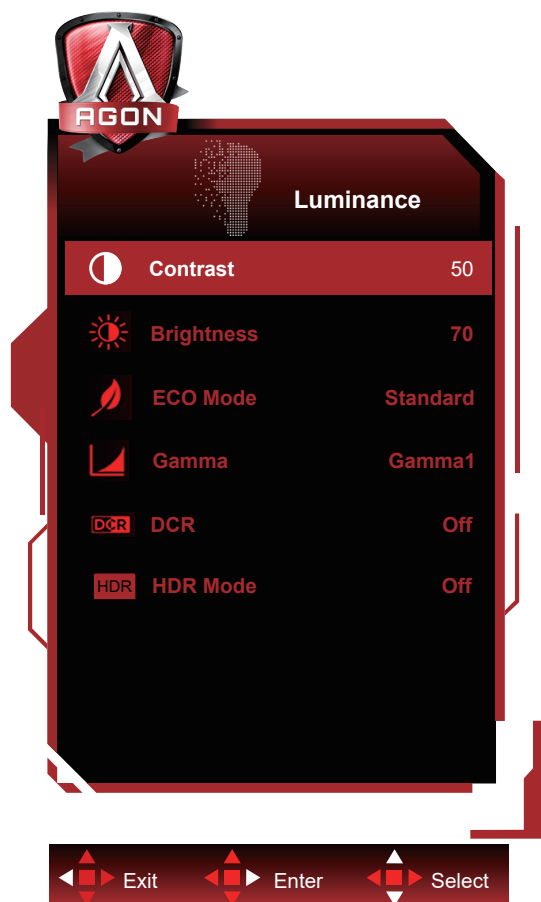 AGON
Luminance
Contrast 50
Brightness 70
ECO Mode Standard
Gamma Gamma1
DCR DCR Off
HDR HDR Mode Off
Exit Enter Select